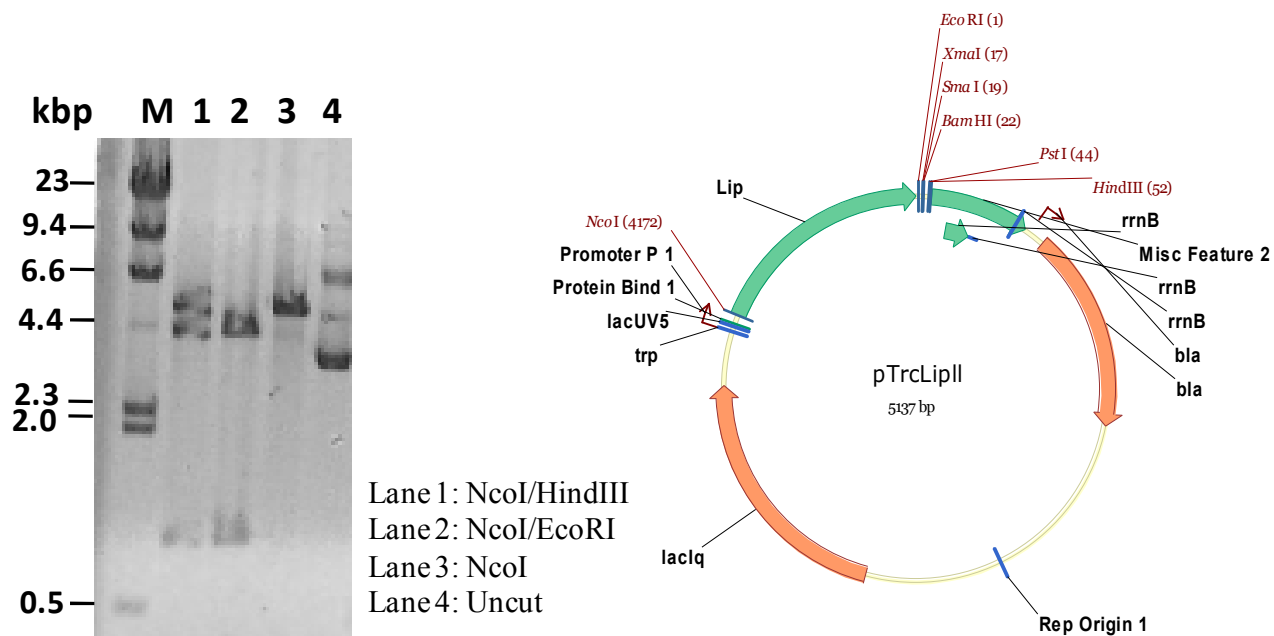 kbp M 1 2 3 4
23
9.4
6.6
4.4
2.3
2.0
0.5
Lane 1: NcoI/HindIII
Lane 2: NcoI/EcoRI
Lane 3: NcoI
Lane 4: Uncut
EcoRI (1)
XmaI (17)
SmaI (19)
BamHI (22)
PstI (44)
HindIII (52)
Lip
NcoI (4172)
Promoter P 1
Protein Bind 1
lacUV5
trp
rrnB
Misc Feature 2
rrnB
rrnB
bla
bla
pTrcLipII
5137 bp
lacIq
Rep Origin 1